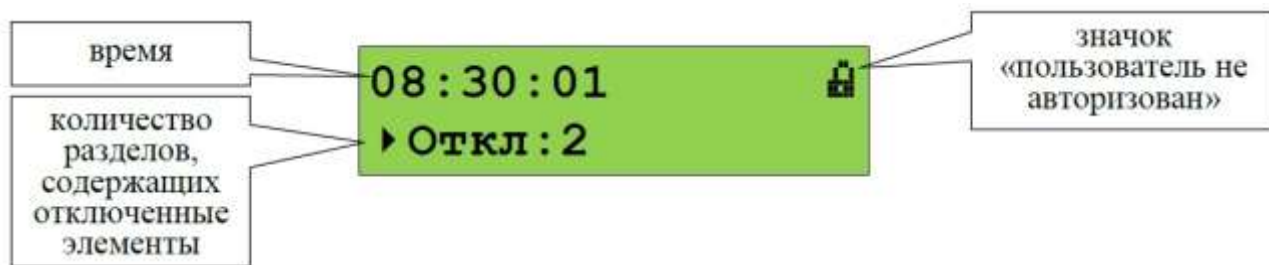 время
08:30:01
значок
«пользователь не
авторизован»
количество
разделов,
содержащих
отключенные
элементы
Откл:2